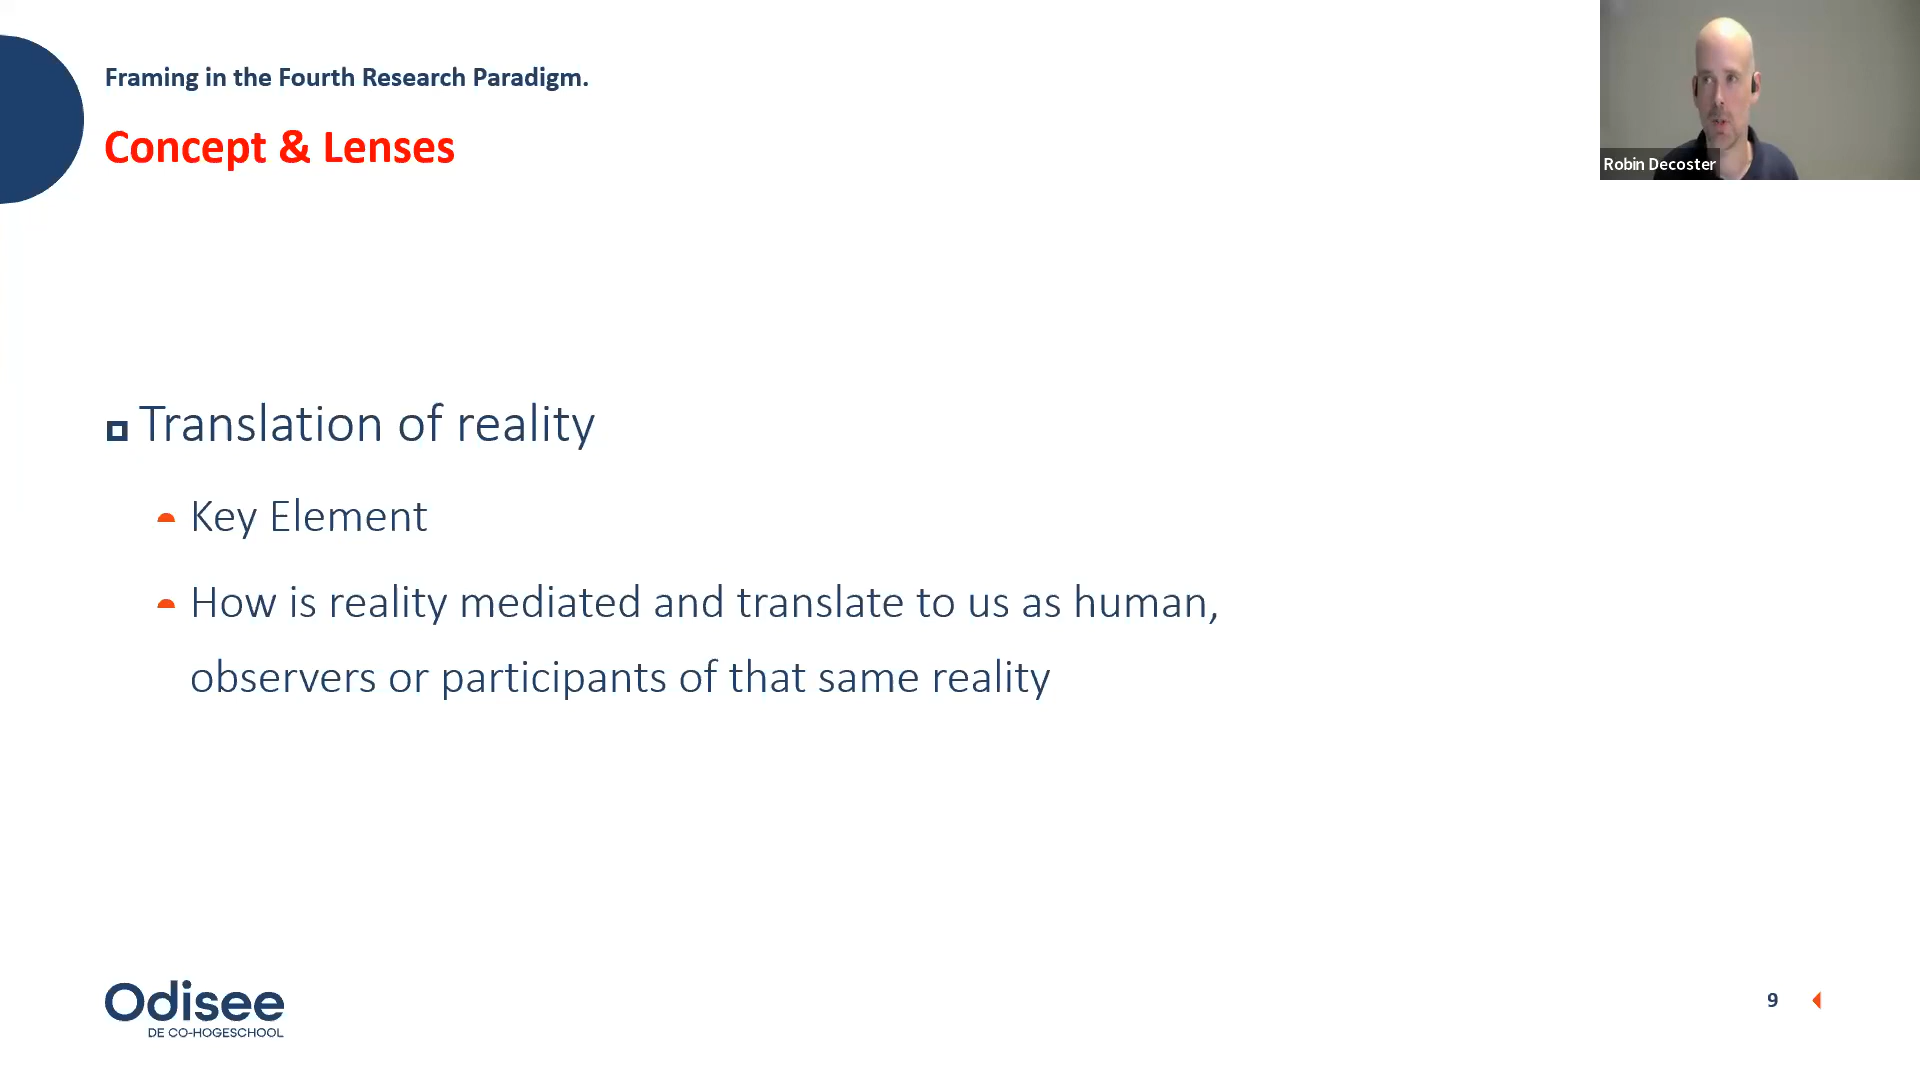 Framing in the Fourth Research Paradigm.
Concept & Lenses
Robin Decoster
Translation of reality
Key Element
How is reality mediated and translate to us as human,
observers or participants of that same reality
Odisee
DE CO-HOGESCHOOL
9